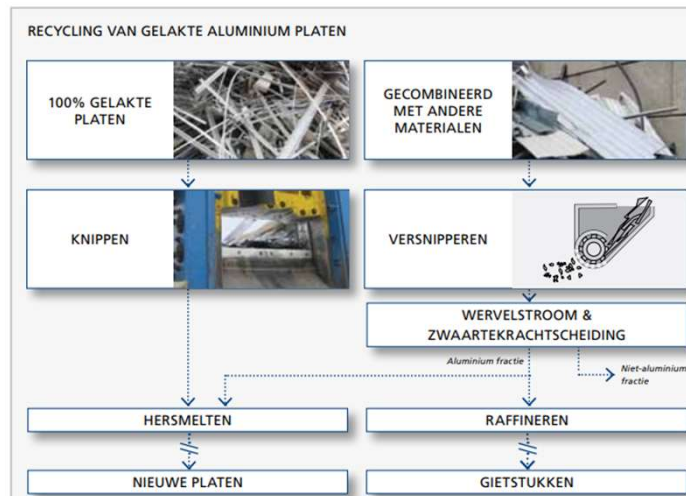 RECYCLING VAN GELAKTE ALUMINIUM PLATEN
100% GELAKTE
PLATEN
GECOMBINEERD
MET ANDERE
MATERIALEN
KNIPPEN
VERSNIPPEREN
WERVELSTROOM &
ZWAARTEKRACHTSCHEIDING
Aluminium fractie
Niet-aluminium
fractie
HERSMELTEN
RAFFINEREN
NIEUWE PLATEN
GIETSTUKKEN